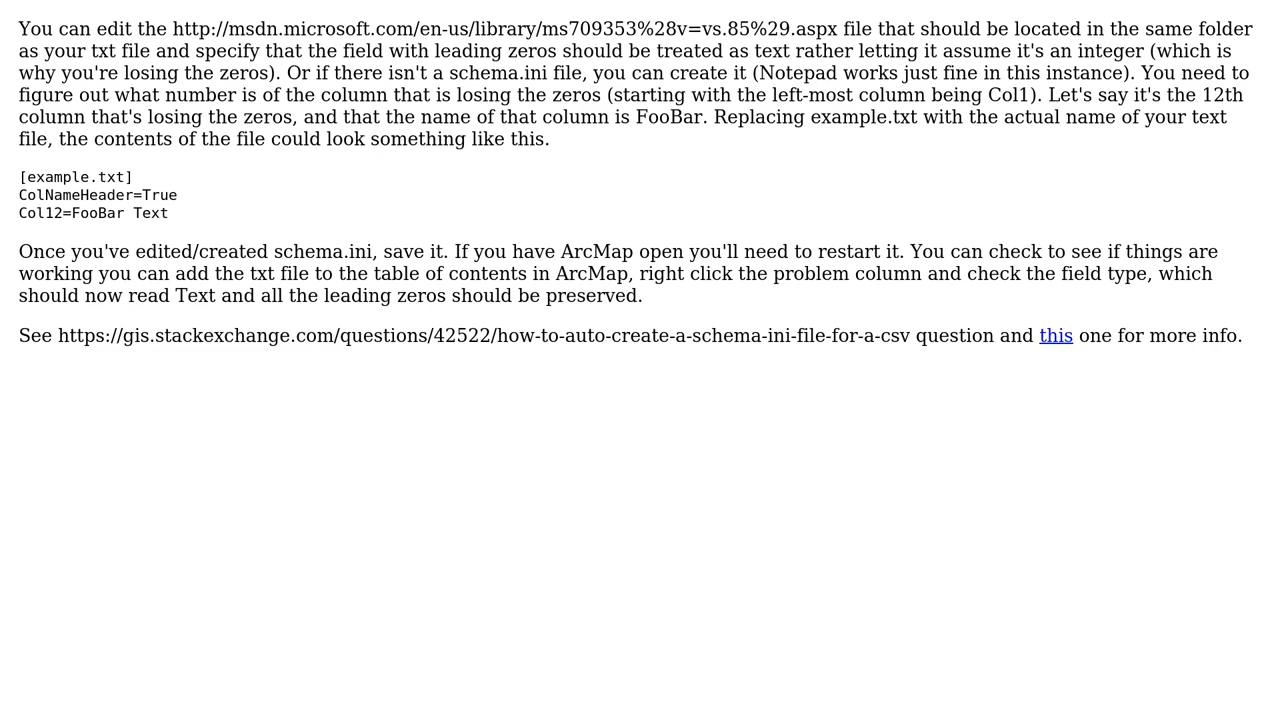 You can edit the http://msdn.microsoft.com/en-us/library/ms709353%28v=vs.85%29.aspx file that should be located in the same folder
as your txt file and specify that the field with leading zeros should be treated as text rather letting it assume it's an integer (which is
why you're losing the zeros). Or if there isn't a schema.ini file, you can create it (Notepad works just fine in this instance). You need to
figure out what number is of the column that is losing the zeros (starting with the left-most column being Col1). Let's say it's the 12th
column that's losing the zeros, and that the name of that column is FooBar. Replacing example.txt with the actual name of your text
file, the contents of the file could look something like this.
[example.txt]
ColNameHeader=True
Col12=FooBar Text
Once you've edited/created schema.ini, save it. If you have ArcMap open you'll need to restart it. You can check to see if things are
working you can add the txt file to the table of contents in ArcMap, right click the problem column and check the field type, which
should now read Text and all the leading zeros should be preserved.
See https://gis.stackexchange.com/questions/42522/how-to-auto-create-a-schema-ini-file-for-a-csv question and this one for more info.